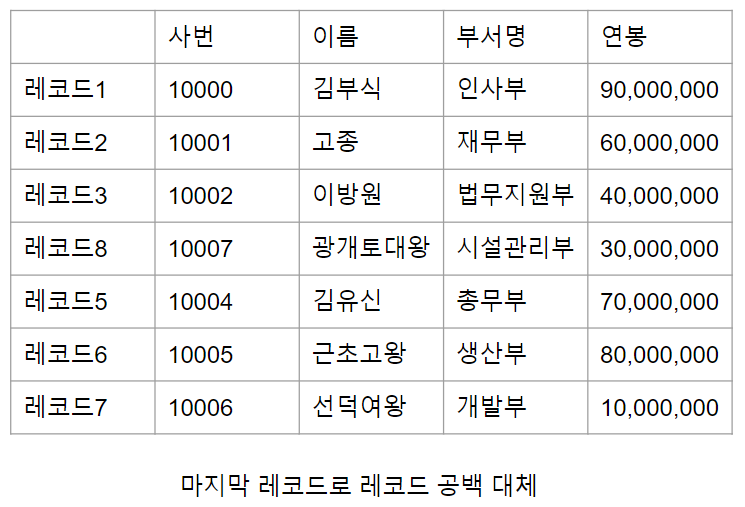 사번 이름 부서명 연봉
레코드1 10000 김부식 인사부 90,000,000
레코드2 10001 고종 재무부 60,000,000
레코드3 10002 이방원 법무지원부 40,000,000
레코드8 10007 광개토대왕 시설관리부 30,000,000
레코드5 10004 김유신 총무부 70,000,000
레코드6 10005 근초고왕 생산부 80,000,000
레코드7 10006 선덕여왕 개발부 10,000,000
마지막 레코드로 레코드 공백 대체